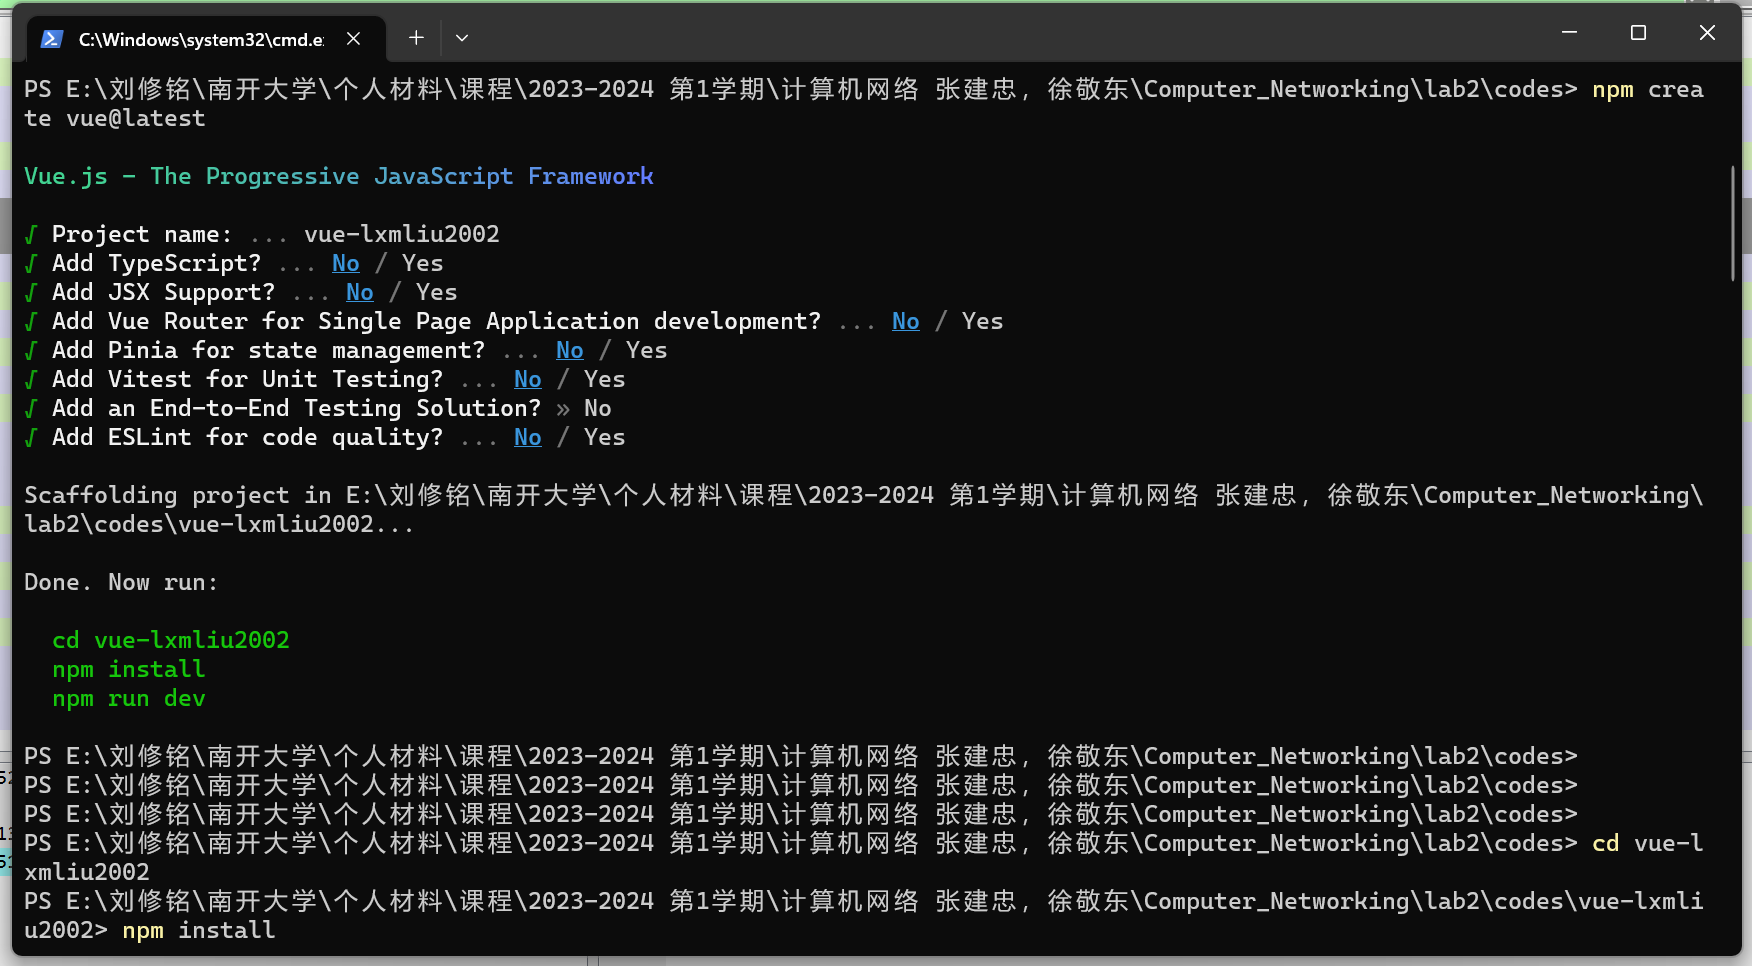 C:\Windows\system32\cmd.e
PS E:\刘修铭\南开大学\个人材料\课程\2023-2024 第1学期\计算机网络 张建忠，徐敬东\Computer_Networking\lab2\codes> npm crea
te vue@latest
Vue.js - The Progressive JavaScript Framework
√ Project name: ... vue-lxmliu2002
√ Add TypeScript? ... No / Yes
√ Add JSX Support? ... No / Yes
√ Add Vue Router for Single Page Application development? ... No / Yes
√ Add Pinia for state management? ... No / Yes
√ Add Vitest for Unit Testing? ... No / Yes
√ Add an End-to-End Testing Solution? » No
√ Add ESLint for code quality? ... No / Yes
Scaffolding project in E:\刘修铭\南开大学\个人材料\课程\2023-2024 第1学期\计算机网络 张建忠，徐敬东\Computer_Networking\
lab2\codes\vue-lxmliu2002...
Done. Now run:
cd vue-lxmliu2002
npm install
npm run dev
PS E:\刘修铭\南开大学\个人材料\课程\2023-2024 第1学期\计算机网络 张建忠，徐敬东\Computer_Networking\lab2\codes>
PS E:\刘修铭\南开大学\个人材料\课程\2023-2024 第1学期\计算机网络 张建忠，徐敬东\Computer_Networking\lab2\codes>
PS E:\刘修铭\南开大学\个人材料\课程\2023-2024 第1学期\计算机网络 张建忠，徐敬东\Computer_Networking\lab2\codes>
PS E:\刘修铭\南开大学\个人材料\课程\2023-2024 第1学期\计算机网络 张建忠，徐敬东\Computer_Networking\lab2\codes> cd vue-l
xmliu2002
PS E:\刘修铭\南开大学\个人材料\课程\2023-2024 第1学期\计算机网络 张建忠，徐敬东\Computer_Networking\lab2\codes\vue-lxmli
u2002> npm install